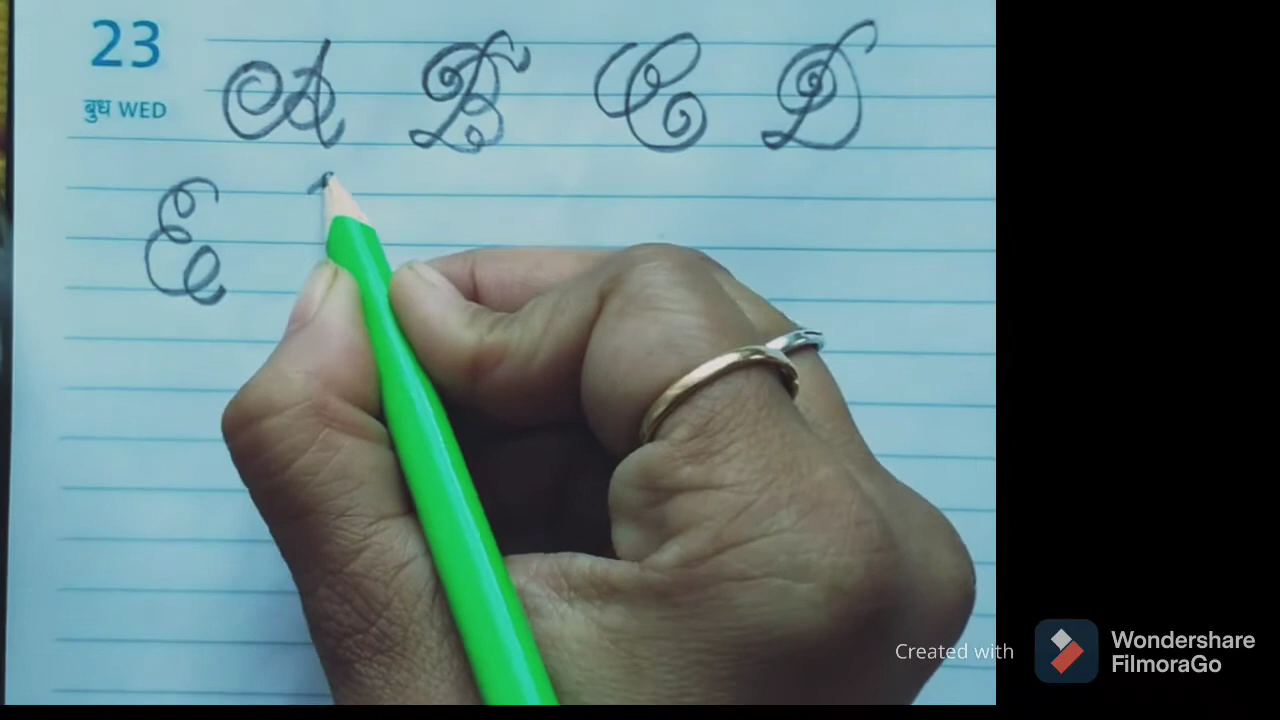 23
बुध WED
A B C D
E
Created with
Wondershare
FilmoraGo